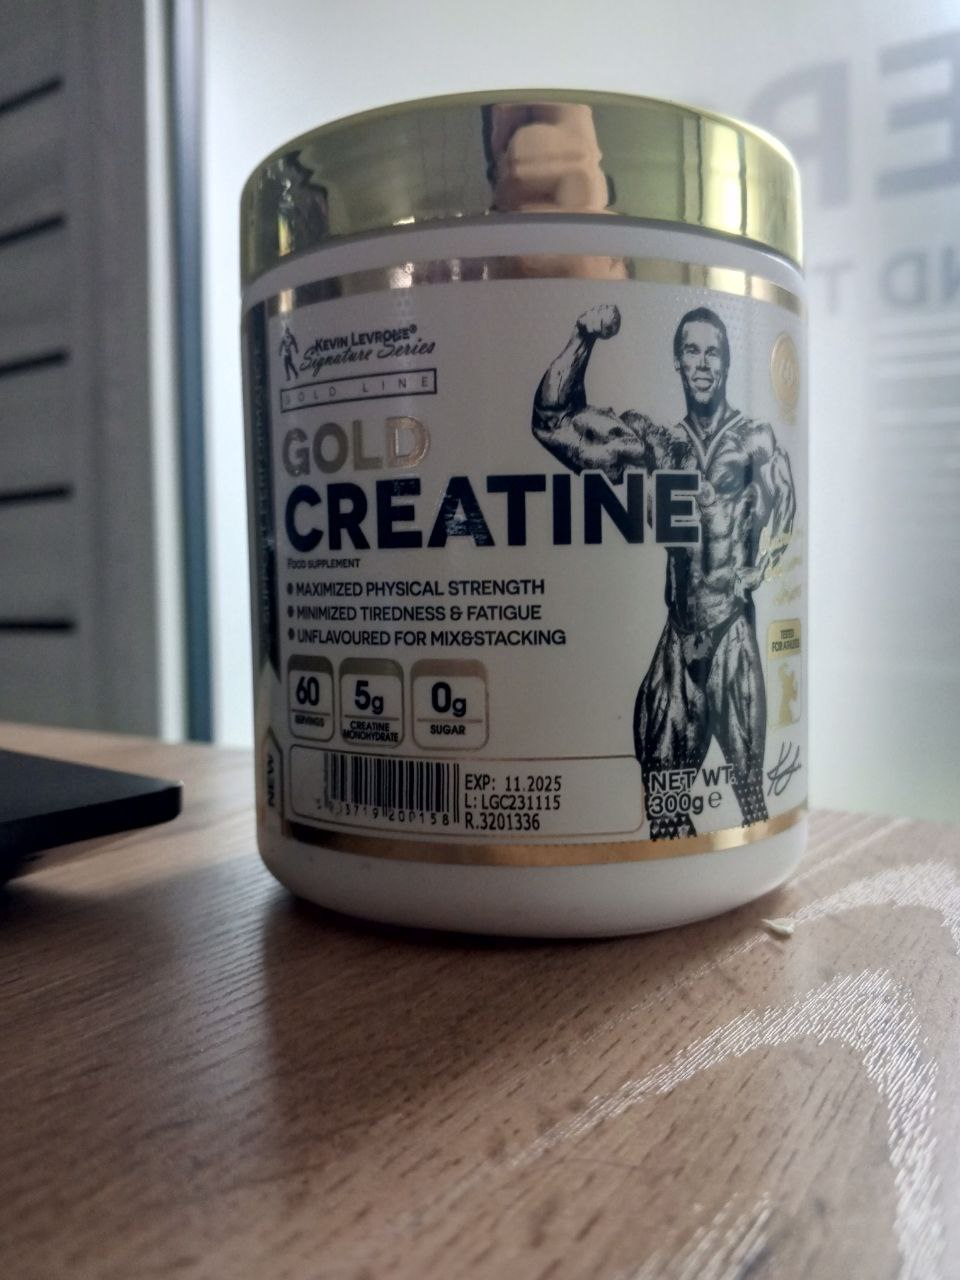 KEVIN LEVRONE®
Signature Series
GOLD LINE
GOLD
CREATINE
FOOD SUPPLEMENT
• MAXIMIZED PHYSICAL STRENGTH
• MINIMIZED TIREDNESS & FATIGUE
• UNFLAVOURED FOR MIX&STACKING
60
SERVINGS
5g
CREATINE
MONOHYDRATE
0g
SUGAR
TESTED
FOR ATHLETES
NEW
EXP: 11.2025
L: LGC231115
R.3201336
NET WT.
300g e